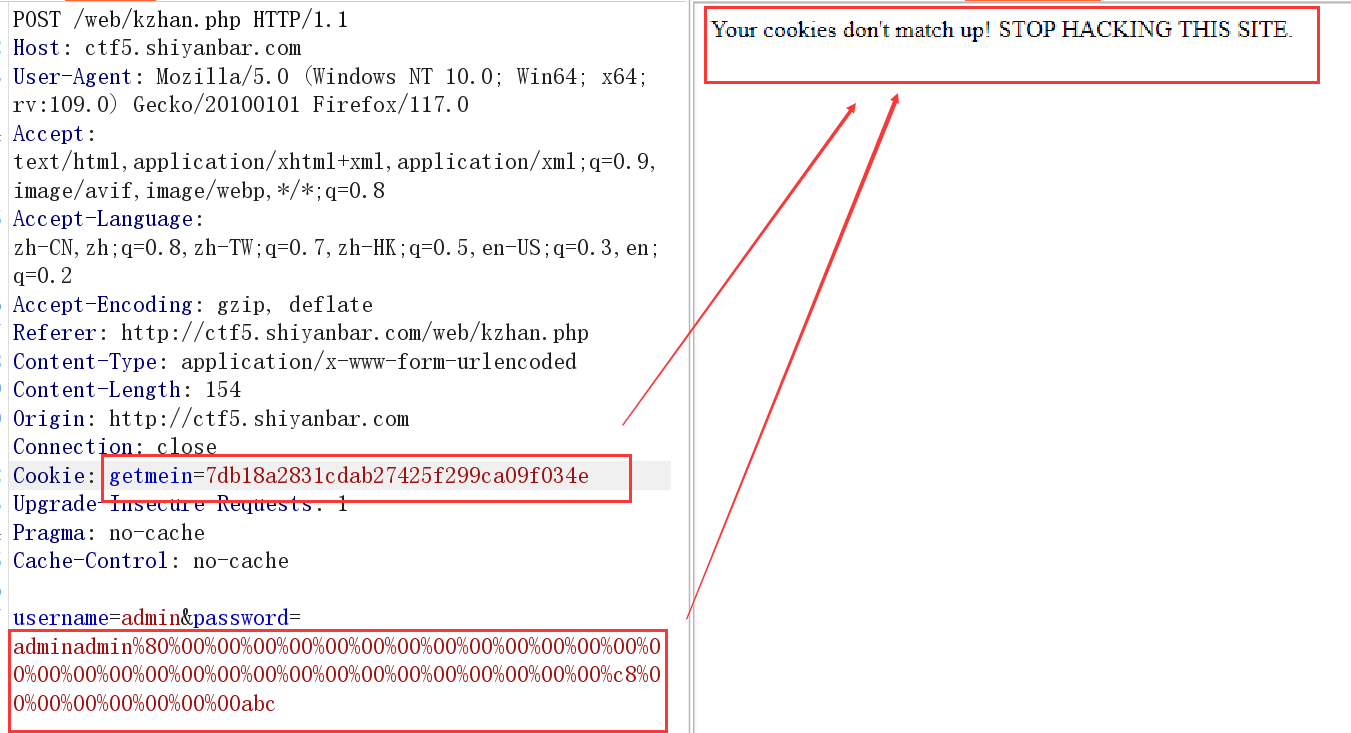 POST /web/kzhan.php HTTP/1.1
Host: ctf5.shiyanbar.com
User-Agent: Mozilla/5.0 (Windows NT 10.0; Win64; x64;
rv:109.0) Gecko/20100101 Firefox/117.0
Accept:
text/html,application/xhtml+xml,application/xml;q=0.9,
image/avif,image/webp,*/*;q=0.8
Accept-Language:
zh-CN,zh;q=0.8,zh-TW;q=0.7,zh-HK;q=0.5,en-US;q=0.3,en;
q=0.2
Accept-Encoding: gzip, deflate
Referer: http://ctf5.shiyanbar.com/web/kzhan.php
Content-Type: application/x-www-form-urlencoded
Content-Length: 154
Origin: http://ctf5.shiyanbar.com
Connection: close
Cookie: getmein=7db18a2831cdab27425f299ca09f034e
Upgrade-Insecure-Requests: 1
Pragma: no-cache
Cache-Control: no-cache
username=admin&password=
adminadmin%80%00%00%00%00%00%00%00%00%00%00%00%00%00%0
0%00%00%00%00%00%00%00%00%00%00%00%00%00%00%00%00%c8%0
0%00%00%00%00%00%00abc
Your cookies don't match up! STOP HACKING THIS SITE.